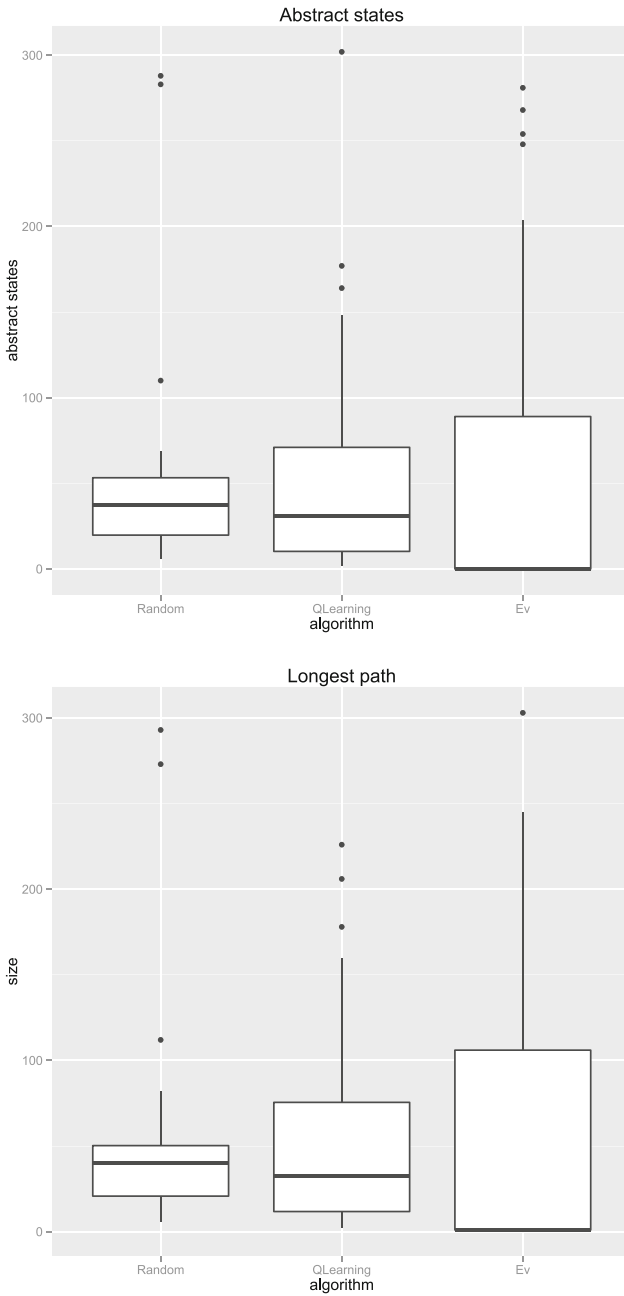 Abstract states
300
200
100
0
abstract states
Random QLearning Ev
algorithm
Longest path
300
200
100
0
size
Random QLearning Ev
algorithm